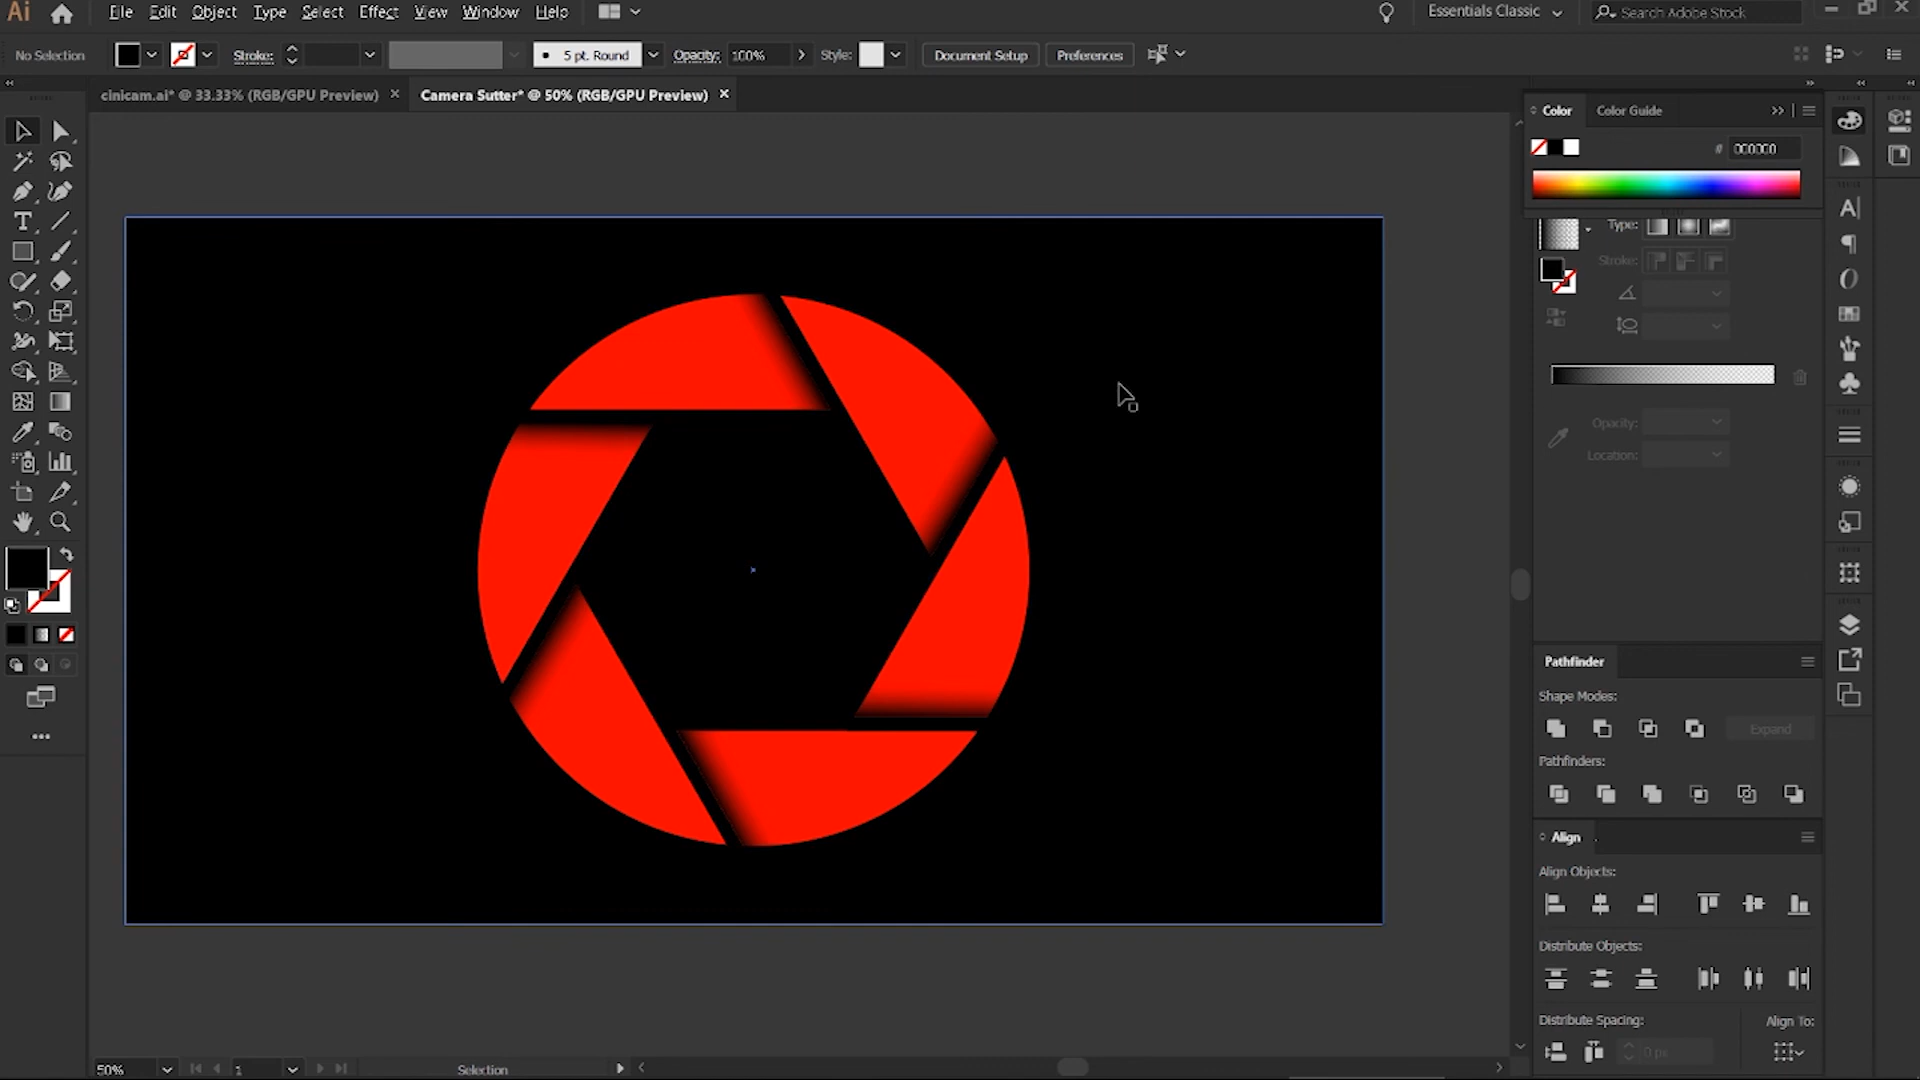 Ai File Edit Object Type Select Effect View Window Help Essentials Classic Search Adobe Stock
No Selection Stroke: 5 pt. Round Opacity: 100% Style: Document Setup Preferences
cinicam.ai* @ 33.33% (RGB/GPU Preview) Camera Sutter* @ 50% (RGB/GPU Preview)
Color Color Guide
# 000000
Type:
Stroke:
Opacity:
Location:
Pathfinder
Shape Modes:
Expand
Pathfinders:
Align
Align Objects:
Distribute Objects:
Distribute Spacing: Align To:
0 px
50% 1 Selection